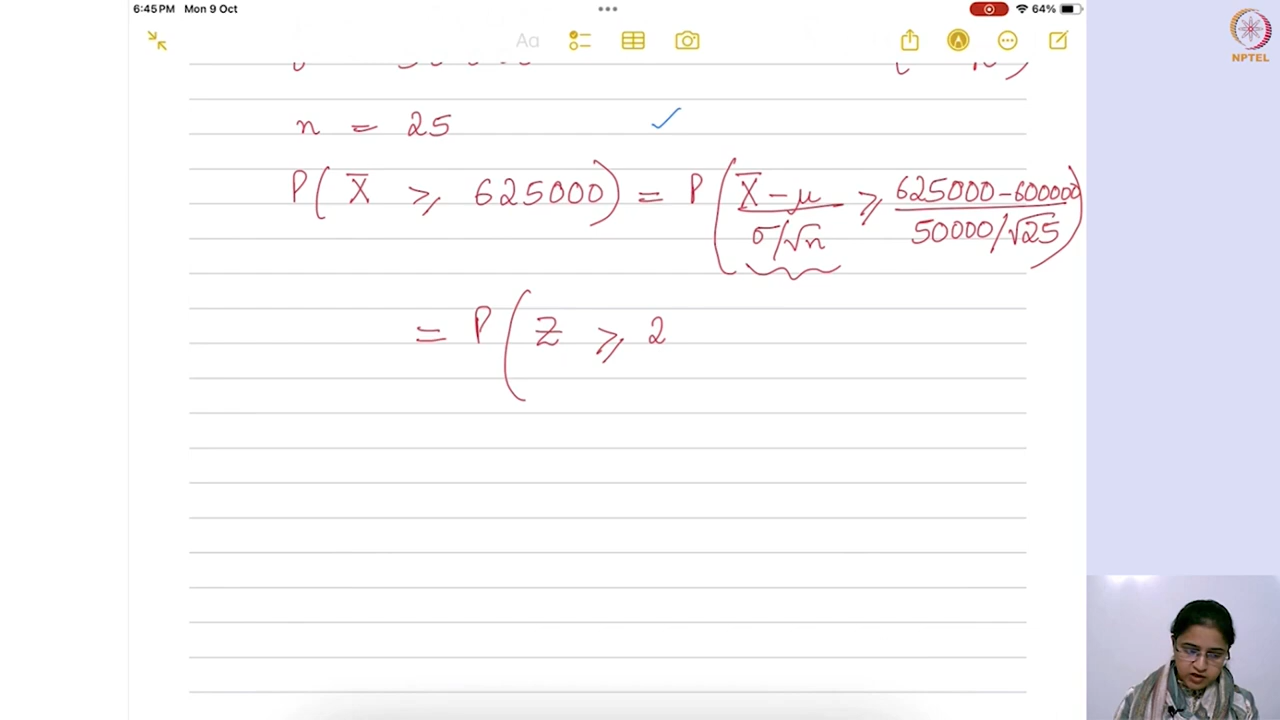 6:45 PM Mon 9 Oct
64%
Aa
NPTEL
n = 25 ✓
P( X̄ ⩾ 625000 ) = P( (X̄ - μ)/(σ/√n) ⩾ (625000 - 600000)/(50000/√25) )
= P( Z ⩾ 2